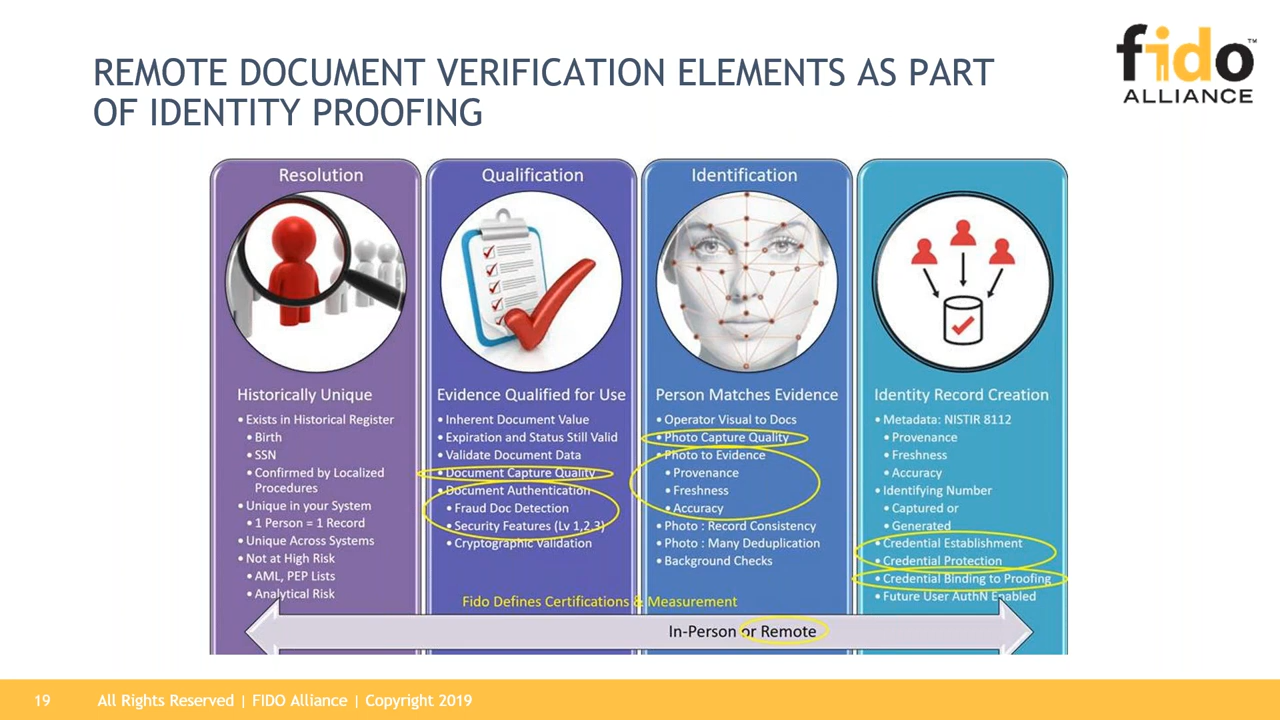 REMOTE DOCUMENT VERIFICATION ELEMENTS AS PART
OF IDENTITY PROOFING
fido™
ALLIANCE
Resolution
Historically Unique
• Exists in Historical Register
• Birth
• SSN
• Confirmed by Localized
Procedures
• Unique in your System
• 1 Person = 1 Record
• Unique Across Systems
• Not at High Risk
• AML, PEP Lists
• Analytical Risk
Qualification
Evidence Qualified for Use
• Inherent Document Value
• Expiration and Status Still Valid
• Validate Document Data
• Document Capture Quality
• Document Authentication
• Fraud Doc Detection
• Security Features (Lv 1,2,3)
• Cryptographic Validation
Identification
Person Matches Evidence
• Operator Visual to Docs
• Photo Capture Quality
• Photo to Evidence
• Provenance
• Freshness
• Accuracy
• Photo : Record Consistency
• Photo : Many Deduplication
• Background Checks
Identity Record Creation
• Metadata: NISTIR 8112
• Provenance
• Freshness
• Accuracy
• Identifying Number
• Captured or
• Generated
• Credential Establishment
• Credential Protection
• Credential Binding to Proofing
• Future User AuthN Enabled
Fido Defines Certifications & Measurement
In-Person or Remote
19 All Rights Reserved | FIDO Alliance | Copyright 2019